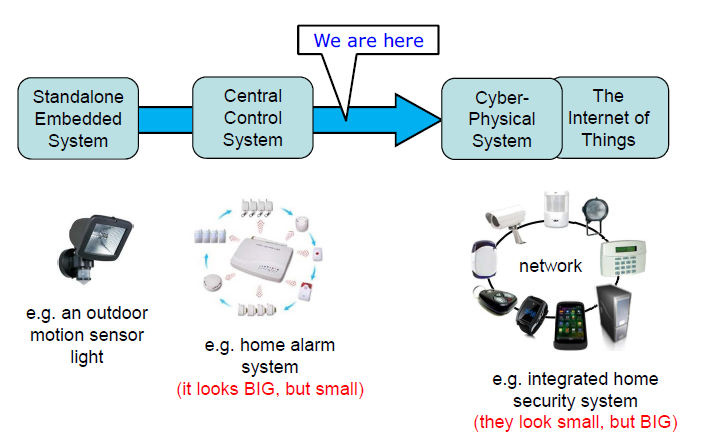 We are here
Standalone
Embedded
System
Central
Control
System
Cyber-
Physical
System
The
Internet of
Things
network
e.g. an outdoor
motion sensor
light
e.g. home alarm
system
(it looks BIG, but small)
e.g. integrated home
security system
(they look small, but BIG)